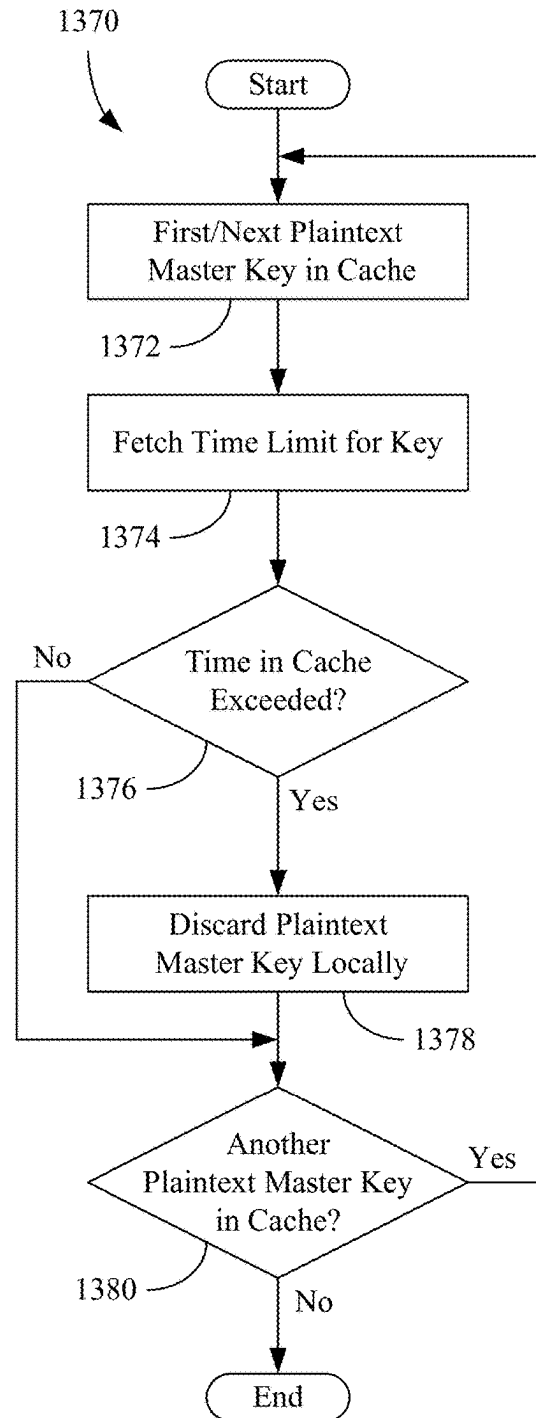 1370
Start
First/Next Plaintext
Master Key in Cache
1372
Fetch Time Limit for Key
1374
No
Time in Cache
Exceeded?
1376
Yes
Discard Plaintext
Master Key Locally
1378
Another
Plaintext Master Key
in Cache?
Yes
1380
No
End